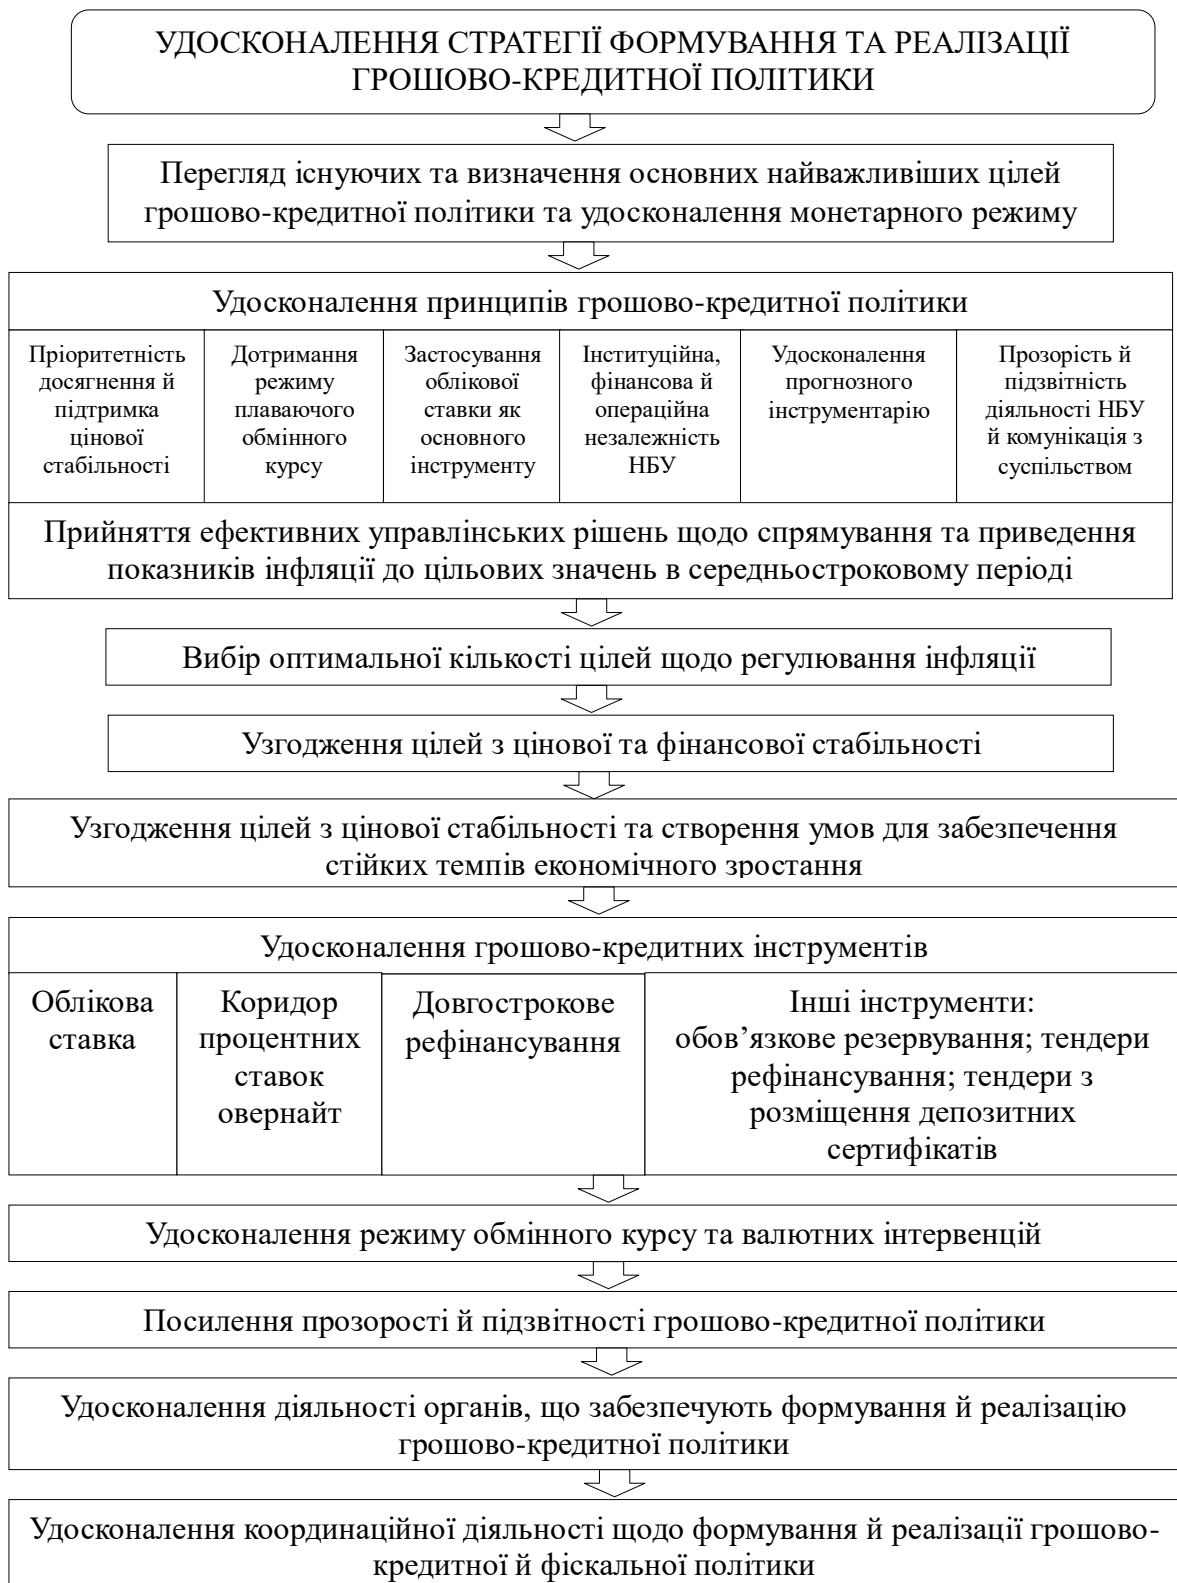 УДОСКОНАЛЕННЯ СТРАТЕГІЇ ФОРМУВАННЯ ТА РЕАЛІЗАЦІЇ
ГРОШОВО-КРЕДИТНОЇ ПОЛІТИКИ
Перегляд існуючих та визначення основних найважливіших цілей
грошово-кредитної політики та удосконалення монетарного режиму
Удосконалення принципів грошово-кредитної політики
Пріоритетність
досягнення й
підтримка
цінової
стабільності
Дотримання
режиму
плаваючого
обмінного
курсу
Застосування
облікової
ставки як
основного
інструменту
Інституційна,
фінансова й
операційна
незалежність
НБУ
Удосконалення
прогнозного
інструментарію
Прозорість й
підзвітність
діяльності НБУ
й комунікація з
суспільством
Прийняття ефективних управлінських рішень щодо спрямування та приведення
показників інфляції до цільових значень в середньостроковому періоді
Вибір оптимальної кількості цілей щодо регулювання інфляції
Узгодження цілей з цінової та фінансової стабільності
Узгодження цілей з цінової стабільності та створення умов для забезпечення
стійких темпів економічного зростання
Удосконалення грошово-кредитних інструментів
Облікова
ставка
Коридор
процентних
ставок
овернайт
Довгострокове
рефінансування
Інші інструменти:
обов’язкове резервування; тендери
рефінансування; тендери з
розміщення депозитних
сертифікатів
Удосконалення режиму обмінного курсу та валютних інтервенцій
Посилення прозорості й підзвітності грошово-кредитної політики
Удосконалення діяльності органів, що забезпечують формування й реалізацію
грошово-кредитної політики
Удосконалення координаційної діяльності щодо формування й реалізації грошово-
кредитної й фіскальної політики